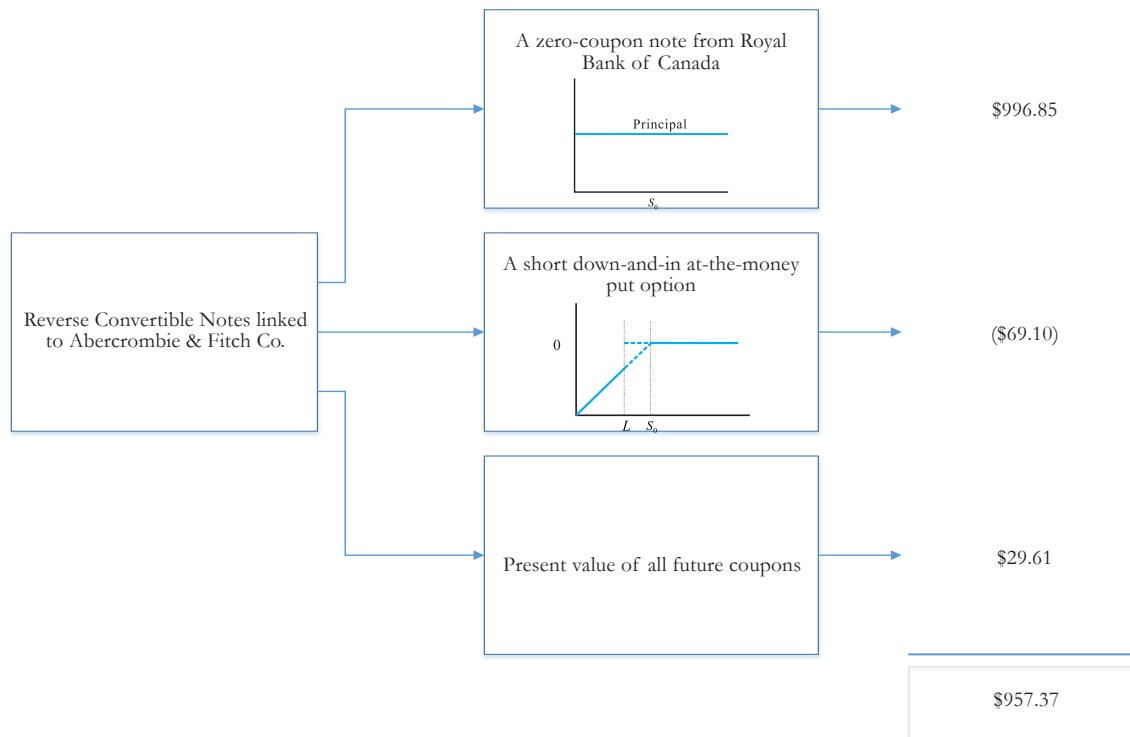 A zero-coupon note from Royal
Bank of Canada
Principal
S₀
$996.85
Reverse Convertible Notes linked
to Abercrombie & Fitch Co.
A short down-and-in at-the-money
put option
0
L S₀
($69.10)
Present value of all future coupons
$29.61
$957.37